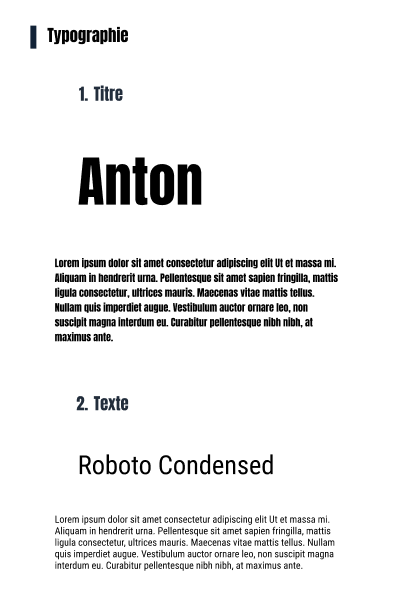 Typographie
1. Titre
Anton
Lorem ipsum dolor sit amet consectetur adipiscing elit Ut et massa mi.
Aliquam in hendrerit urna. Pellentesque sit amet sapien fringilla, mattis
ligula consectetur, ultrices mauris. Maecenas vitae mattis tellus.
Nullam quis imperdiet augue. Vestibulum auctor ornare leo, non
suscipit magna interdum eu. Curabitur pellentesque nibh nibh, at
maximus ante.
2. Texte
Roboto Condensed
Lorem ipsum dolor sit amet consectetur adipiscing elit Ut et massa mi.
Aliquam in hendrerit urna. Pellentesque sit amet sapien fringilla, mattis
ligula consectetur, ultrices mauris. Maecenas vitae mattis tellus. Nullam
quis imperdiet augue. Vestibulum auctor ornare leo, non suscipit magna
interdum eu. Curabitur pellentesque nibh nibh, at maximus ante.